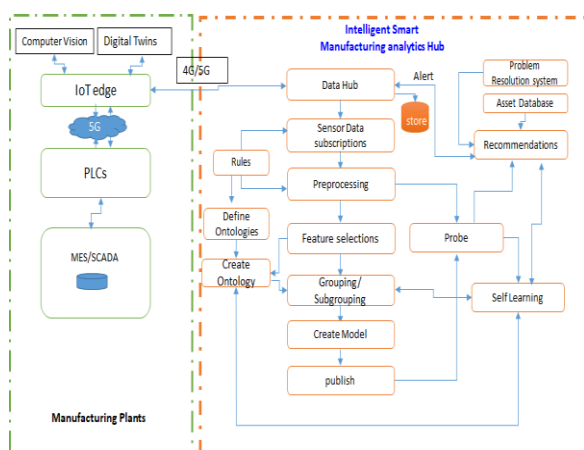 Intelligent Smart
Manufacturing analytics Hub
Computer Vision
Digital Twins
4G/5G
IoT edge
5G
PLCs
MES/SCADA
Manufacturing Plants
Data Hub
Alert
store
Problem
Resolution system
Asset Database
Recommendations
Sensor Data
subscriptions
Rules
Preprocessing
Define
Ontologies
Feature selections
Probe
Create
Ontology
Grouping/
Subgrouping
Self Learning
Create Model
publish